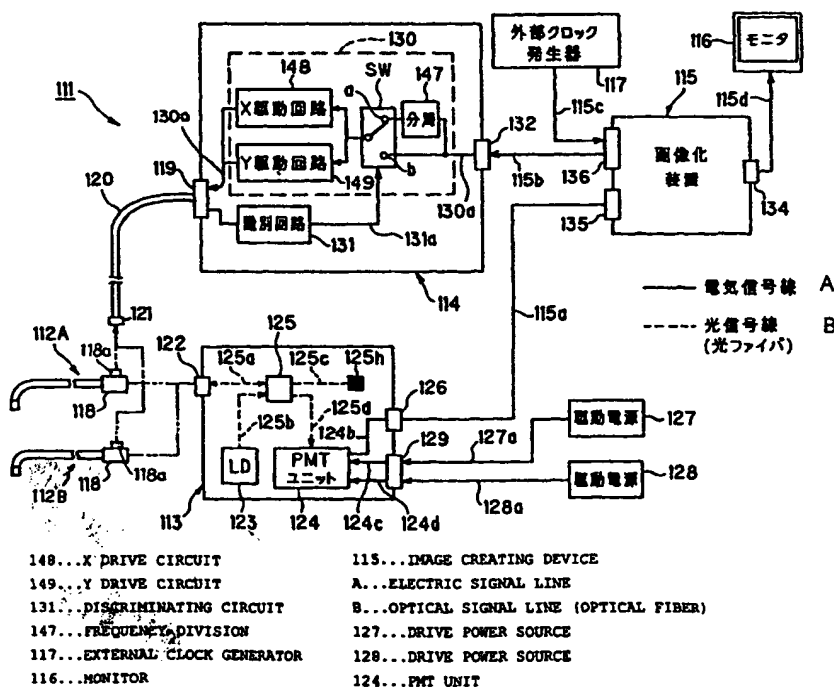 111
130
148
SW
147
a
b
X駆動回路
Y駆動回路
分周
149
130a
130a
132
119
識別回路
131
131a
114
120
121
外部クロック
発生器
117
115c
モニタ
116
115
115d
画像化
装置
115b
136
134
135
115a
電気信号線 A
光信号線 B
(光ファイバ)
112A
118a
118
112B
118
118a
122
125
125a
125c
125h
125b
125d
124b
LD
PMT
ユニット
113
123
124
124c
124d
126
129
127a
128a
駆動電源
127
駆動電源
128
148...X DRIVE CIRCUIT
149...Y DRIVE CIRCUIT
131...DISCRIMINATING CIRCUIT
147...FREQUENCY DIVISION
117...EXTERNAL CLOCK GENERATOR
116...MONITOR
115...IMAGE CREATING DEVICE
A...ELECTRIC SIGNAL LINE
B...OPTICAL SIGNAL LINE (OPTICAL FIBER)
127...DRIVE POWER SOURCE
128...DRIVE POWER SOURCE
124...PMT UNIT